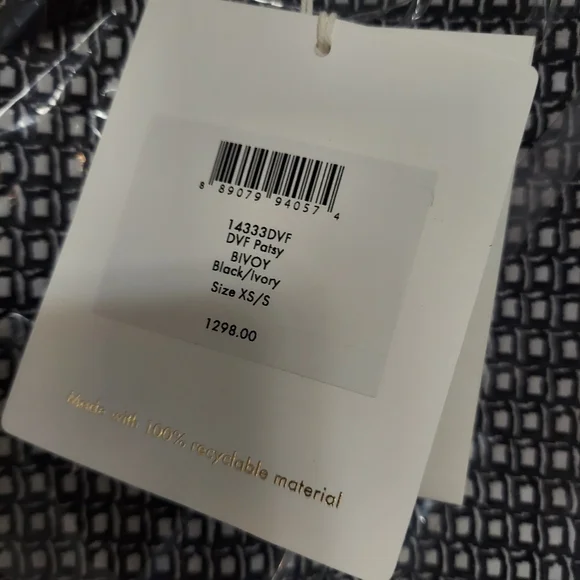 8 89079 94057 4
14333DVF
DVF Patsy
BIVOY
Black/Ivory
Size XS/S
1298.00
Made with 100% recyclable material